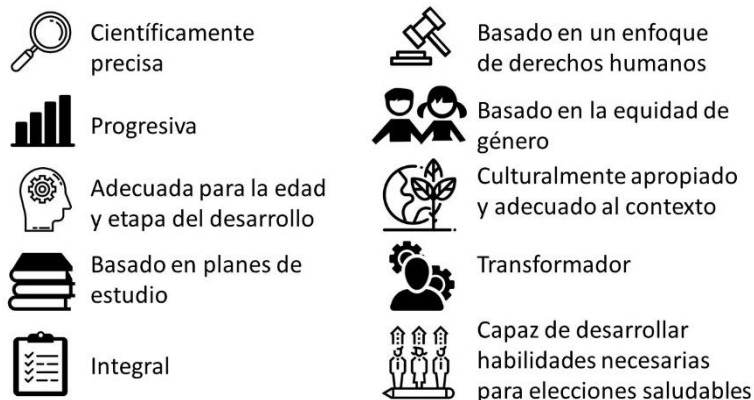 Científicamente
precisa
Progresiva
Adecuada para la edad
y etapa del desarrollo
Basado en planes de
estudio
Integral
Basado en un enfoque
de derechos humanos
Basado en la equidad de
género
Culturalmente apropiado
y adecuado al contexto
Transformador
Capaz de desarrollar
habilidades necesarias
para elecciones saludables